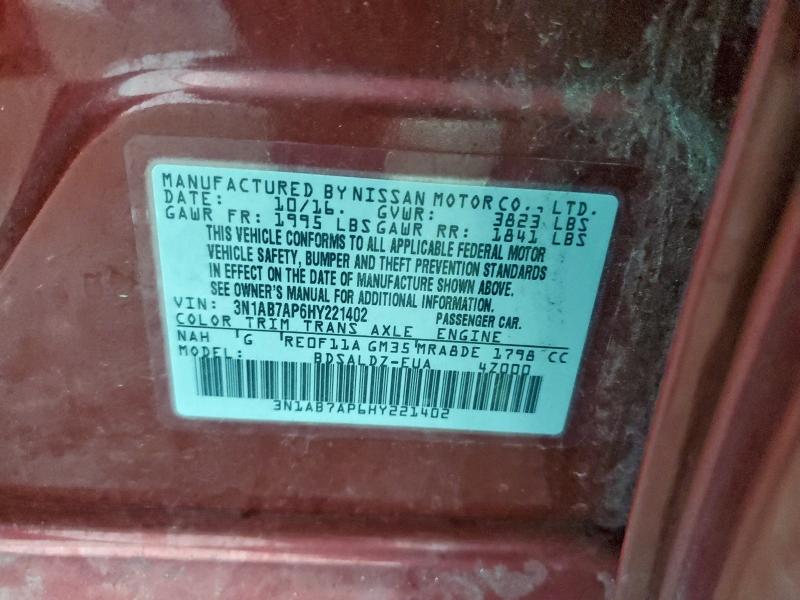 MANUFACTURED BY NISSAN MOTOR CO., LTD.
DATE: 10/16. GVWR: 3823 LBS
GAWR FR: 1995 LBS GAWR RR: 1841 LBS
THIS VEHICLE CONFORMS TO ALL APPLICABLE FEDERAL MOTOR
VEHICLE SAFETY, BUMPER AND THEFT PREVENTION STANDARDS
IN EFFECT ON THE DATE OF MANUFACTURE SHOWN ABOVE.
SEE OWNER'S MANUAL FOR ADDITIONAL INFORMATION.
VIN: 3N1AB7AP6HY221402 PASSENGER CAR.
COLOR TRIM TRANS AXLE ENGINE
NAH G RE0F11A GM35 MRA8DE 1798 CC
MODEL: BDSALDZ-EUA 4Z000
3N1AB7AP6HY221402